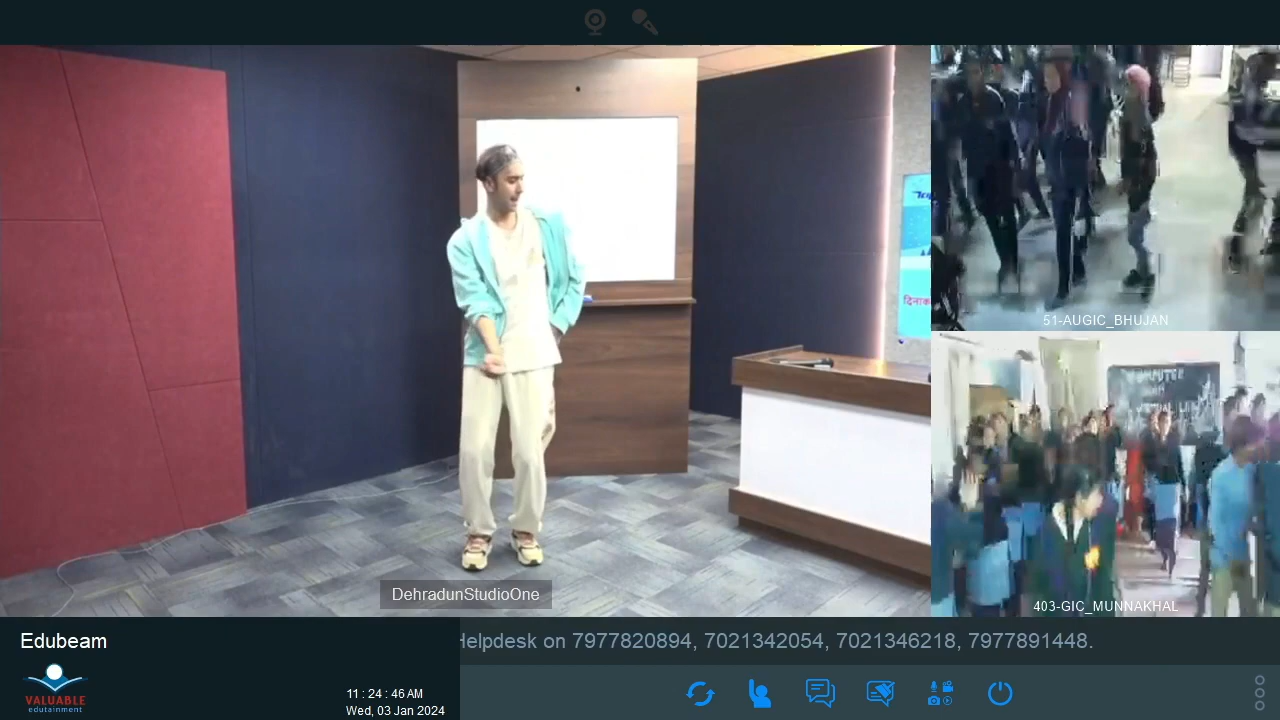 51-AUGIC_BHUJAN
403-GIC_MUNNAKHAL
DehradunStudioOne
Edubeam
Helpdesk on 7977820894, 7021342054, 7021346218, 7977891448.
VALUABLE
edutainment
11 : 24 : 46 AM
Wed, 03 Jan 2024